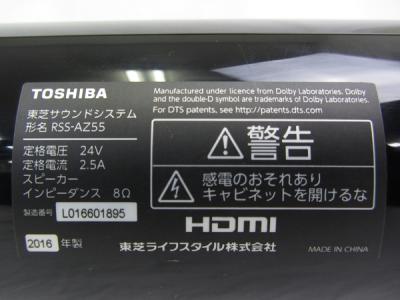 TOSHIBA
東芝サウンドシステム
形名 RSS-AZ55
定格電圧 24V
定格電流 2.5A
スピーカー
インピーダンス 8Ω
製造番号 L016601895
2016 年製
Manufactured under licence from Dolby Laboratories. Dolby
and the double-D symbol are trademarks of Dolby Laboratories.
For DTS patents, see http://patents.dts.com.
警告
感電のおそれあり
キャビネットを開けるな
HDMI
東芝ライフスタイル株式会社
MADE IN CHINA